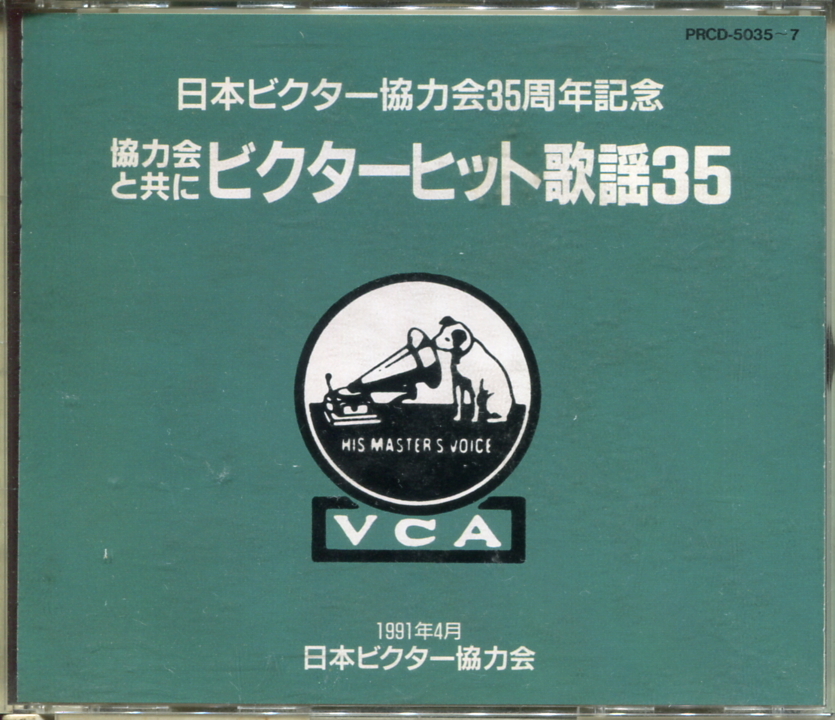 PRCD-5035~7
日本ビクター協力会35周年記念
協力会と共に ビクターヒット歌謡35
HIS MASTER'S VOICE
VCA
1991年4月
日本ビクター協力会